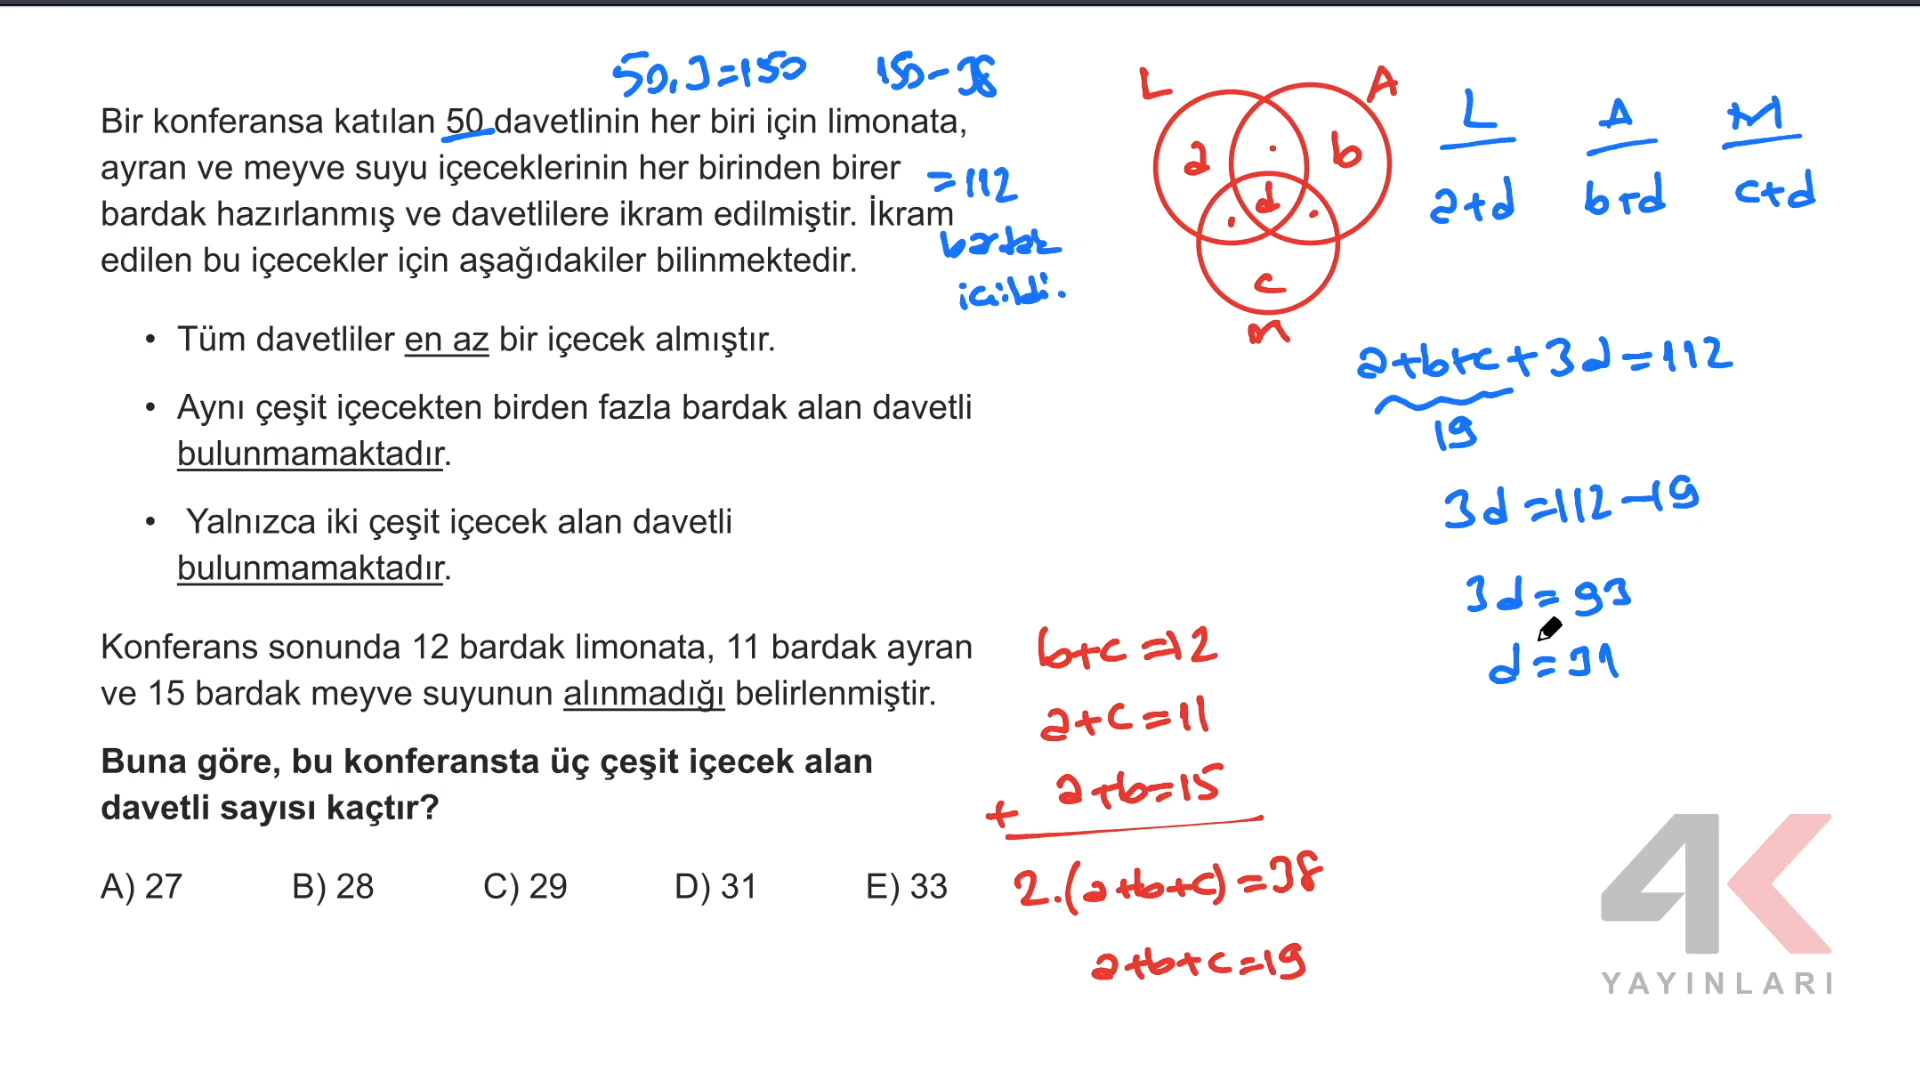 50.3=150 150-38
Bir konferansa katılan 50 davetlinin her biri için limonata,
ayran ve meyve suyu içeceklerinin her birinden birer
bardak hazırlanmış ve davetlilere ikram edilmiştir. İkram
edilen bu içecekler için aşağıdakiler bilinmektedir.
=112
bardak
içildi.
• Tüm davetliler en az bir içecek almıştır.
• Aynı çeşit içecekten birden fazla bardak alan davetli
bulunmamaktadır.
• Yalnızca iki çeşit içecek alan davetli
bulunmamaktadır.
Konferans sonunda 12 bardak limonata, 11 bardak ayran
ve 15 bardak meyve suyunun alınmadığı belirlenmiştir.
Buna göre, bu konferansta üç çeşit içecek alan
davetli sayısı kaçtır?
A) 27 B) 28 C) 29 D) 31 E) 33
L A
a b
d
c
M
L A M
a+d b+d c+d
a+b+c+3d=112
19
3d=112-19
3d=93
d=31
b+c=12
a+c=11
+ a+b=15
2.(a+b+c)=38
a+b+c=19
4K
YAYINLARI